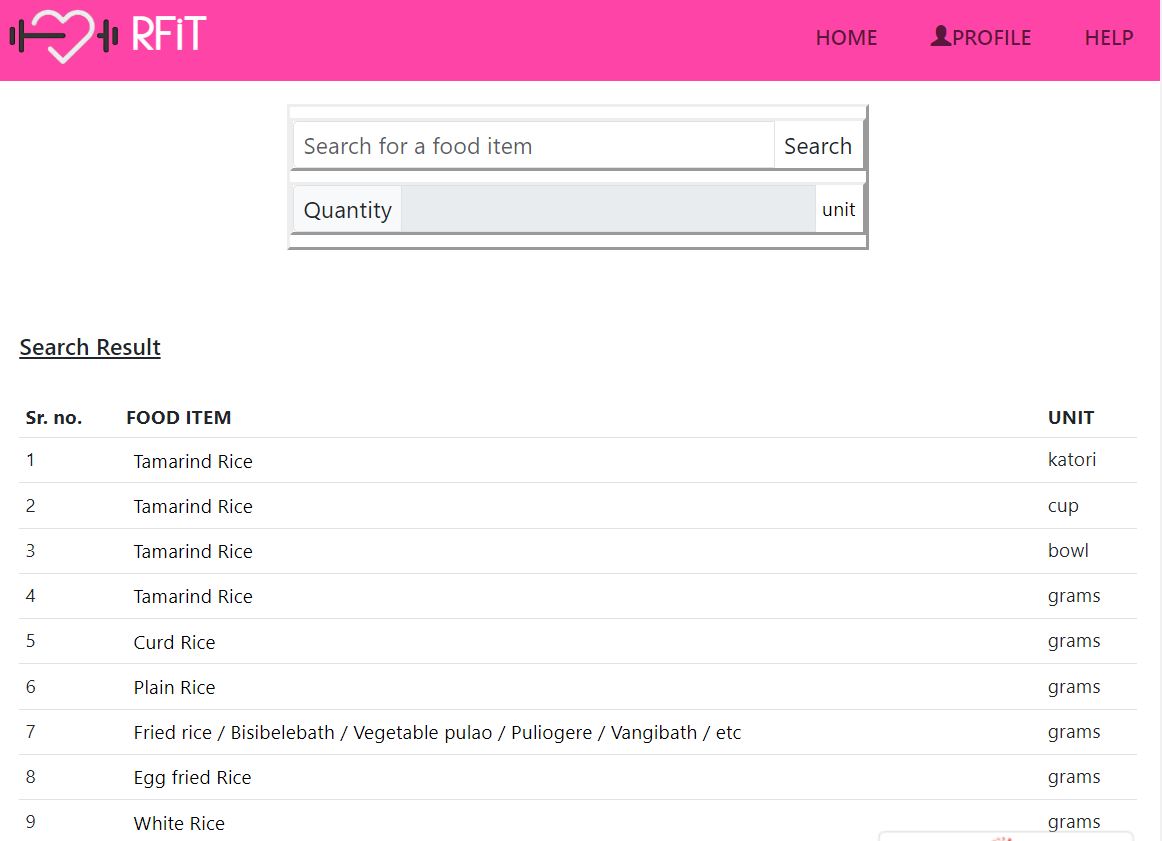 RFiT HOME PROFILE HELP
Search for a food item Search
Quantity unit
Search Result
Sr. no. FOOD ITEM UNIT
1 Tamarind Rice katori
2 Tamarind Rice cup
3 Tamarind Rice bowl
4 Tamarind Rice grams
5 Curd Rice grams
6 Plain Rice grams
7 Fried rice / Bisibelebath / Vegetable pulao / Puliogere / Vangibath / etc grams
8 Egg fried Rice grams
9 White Rice grams